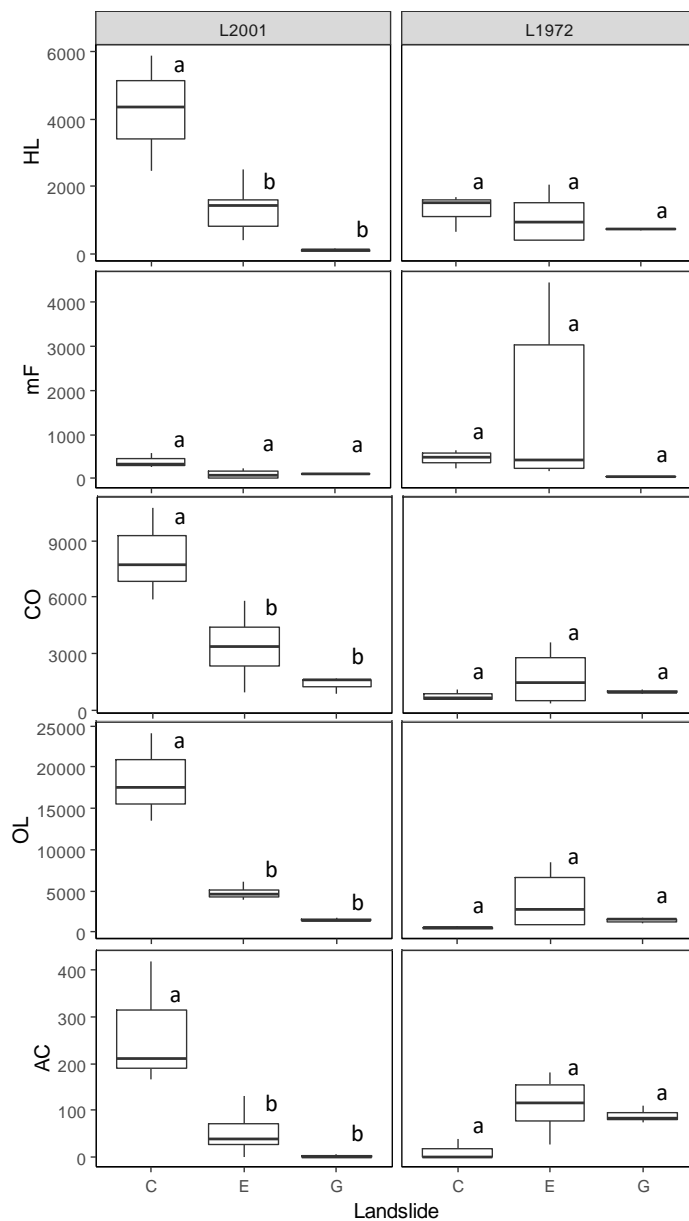 L2001 L1972
6000
4000
2000
0
HL
a b b a a a
4000
3000
2000
1000
0
mF
a a a a a a
9000
6000
3000
0
CO
a b b a a a
25000
20000
15000
10000
5000
0
OL
a b b a a a
400
300
200
100
0
AC
a b b a a a
C E G C E G
Landslide